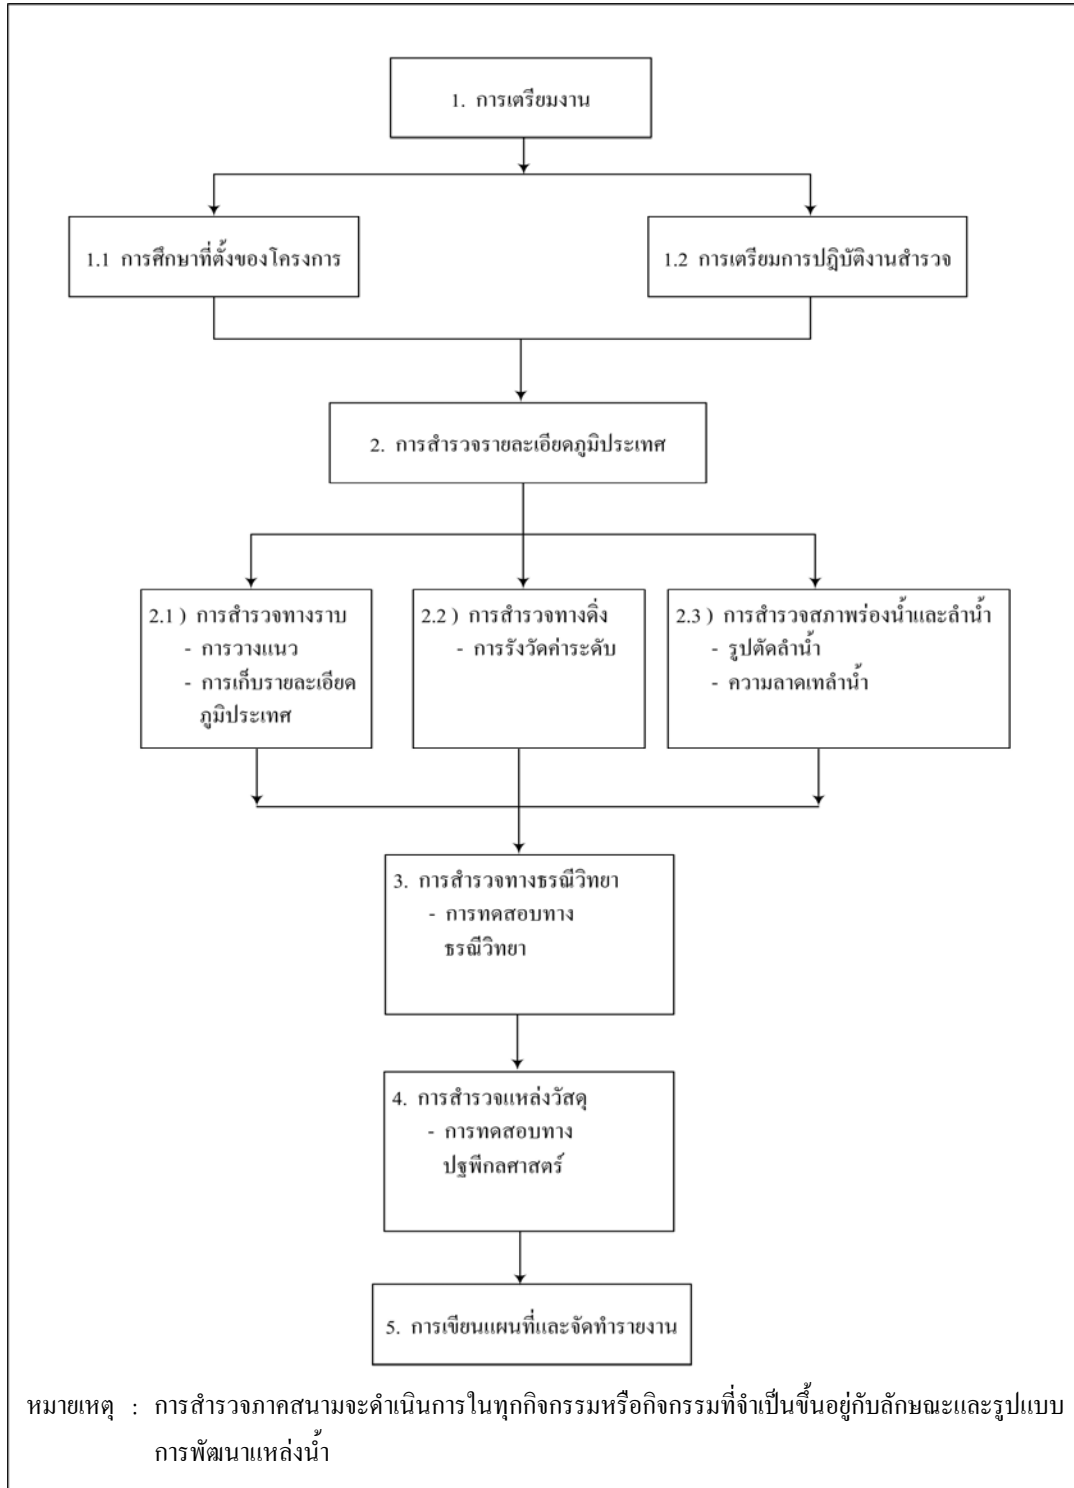 1. การเตรียมงาน
1.1 การศึกษาที่ตั้งของโครงการ
1.2 การเตรียมการปฎิบัติงานสำรวจ
2. การสำรวจรายละเอียดภูมิประเทศ
2.1 ) การสำรวจทางราบ
- การวางแนว
- การเก็บรายละเอียด
ภูมิประเทศ
2.2 ) การสำรวจทางดิ่ง
- การรังวัดค่าระดับ
2.3 ) การสำรวจสภาพร่องน้ำและลำน้ำ
- รูปตัดลำน้ำ
- ความลาดเทลำน้ำ
3. การสำรวจทางธรณีวิทยา
- การทดสอบทาง
ธรณีวิทยา
4. การสำรวจแหล่งวัสดุ
- การทดสอบทาง
ปฐพีกลศาสตร์
5. การเขียนแผนที่และจัดทำรายงาน
หมายเหตุ : การสำรวจภาคสนามจะดำเนินการในทุกกิจกรรมหรือกิจกรรมที่จำเป็นขึ้นอยู่กับลักษณะและรูปแบบ
การพัฒนาแหล่งน้ำ